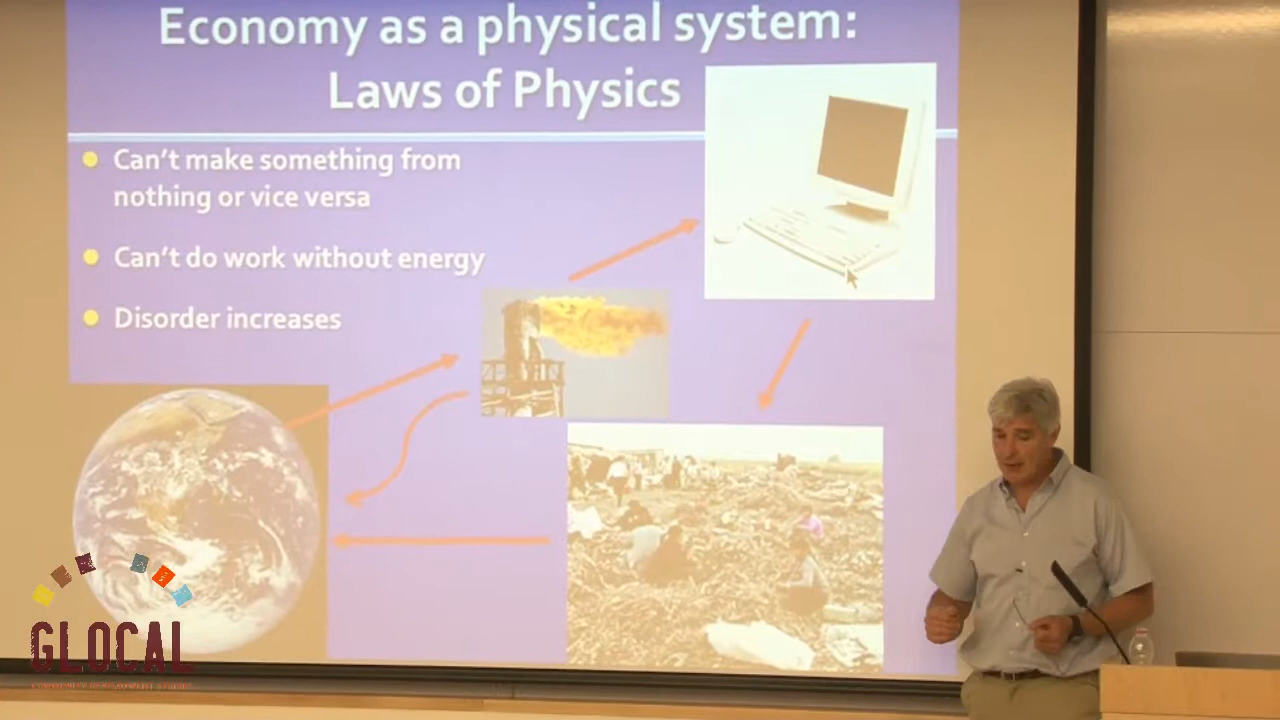 Economy as a physical system:
Laws of Physics
Can't make something from
nothing or vice versa
Can't do work without energy
Disorder increases
GLOCAL